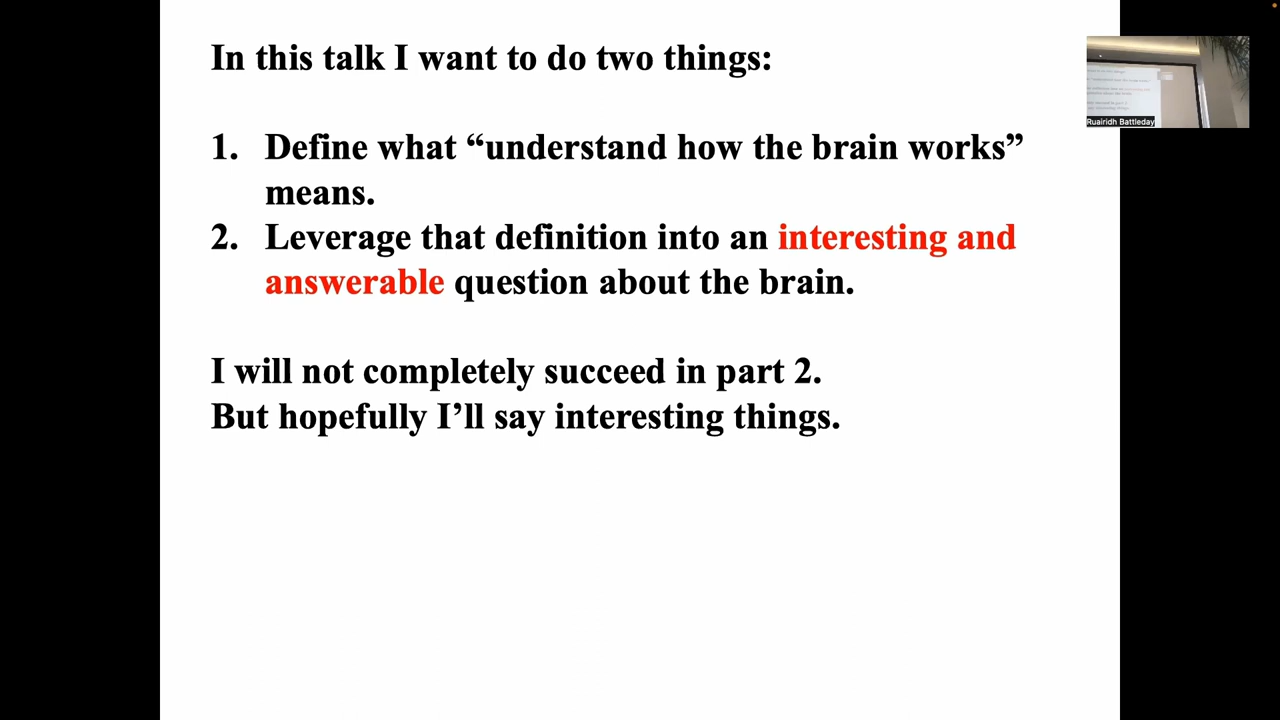 In this talk I want to do two things:
1. Define what “understand how the brain works”
means.
2. Leverage that definition into an interesting and
answerable question about the brain.
I will not completely succeed in part 2.
But hopefully I’ll say interesting things.
Ruairidh Battleday